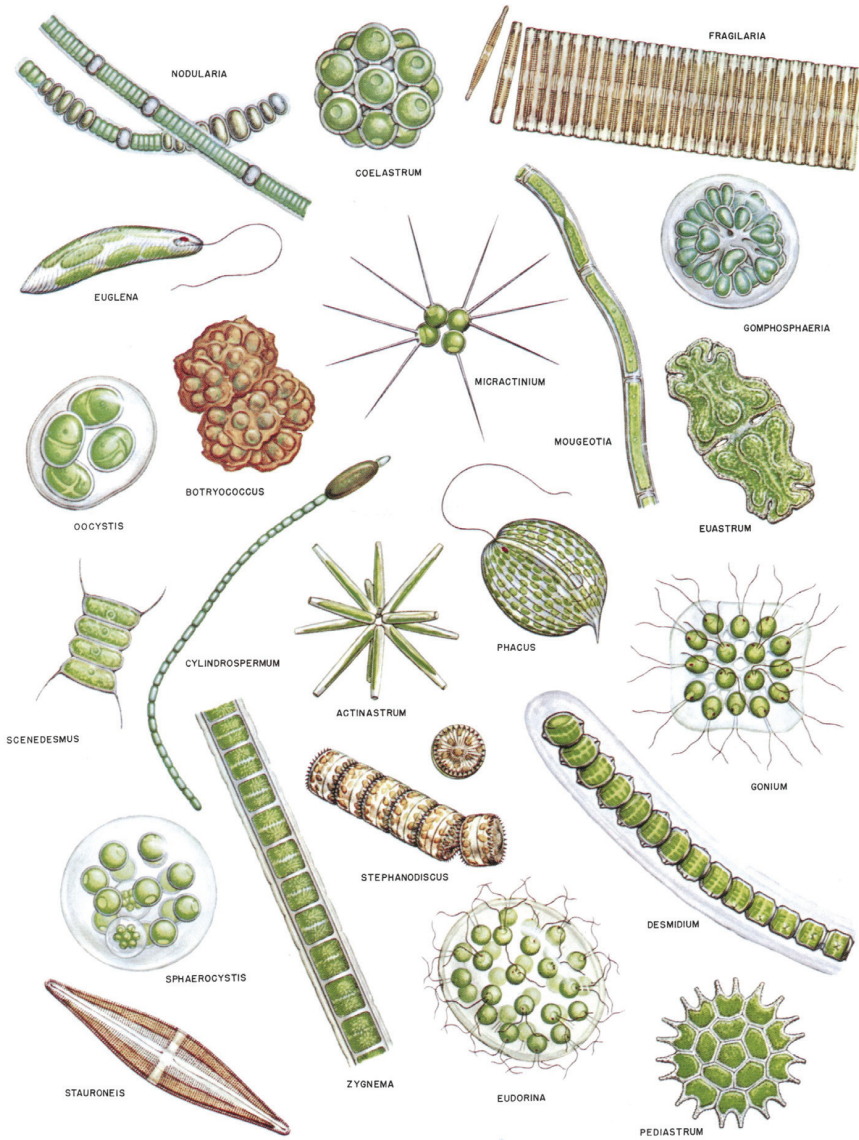 FRAGILARIA
NODULARIA
COELASTRUM
EUGLENA
GOMPHOSPHAERIA
MICRACTINIUM
MOUGEOTIA
BOTRYOCOCCUS
OOCYSTIS
EUASTRUM
PHACUS
CYLINDROSPERMUM
ACTINASTRUM
SCENEDESMUS
GONIUM
STEPHANODISCUS
DESMIDIUM
SPHAEROCYSTIS
STAURONEIS
ZYGNEMA
EUDORINA
PEDIASTRUM